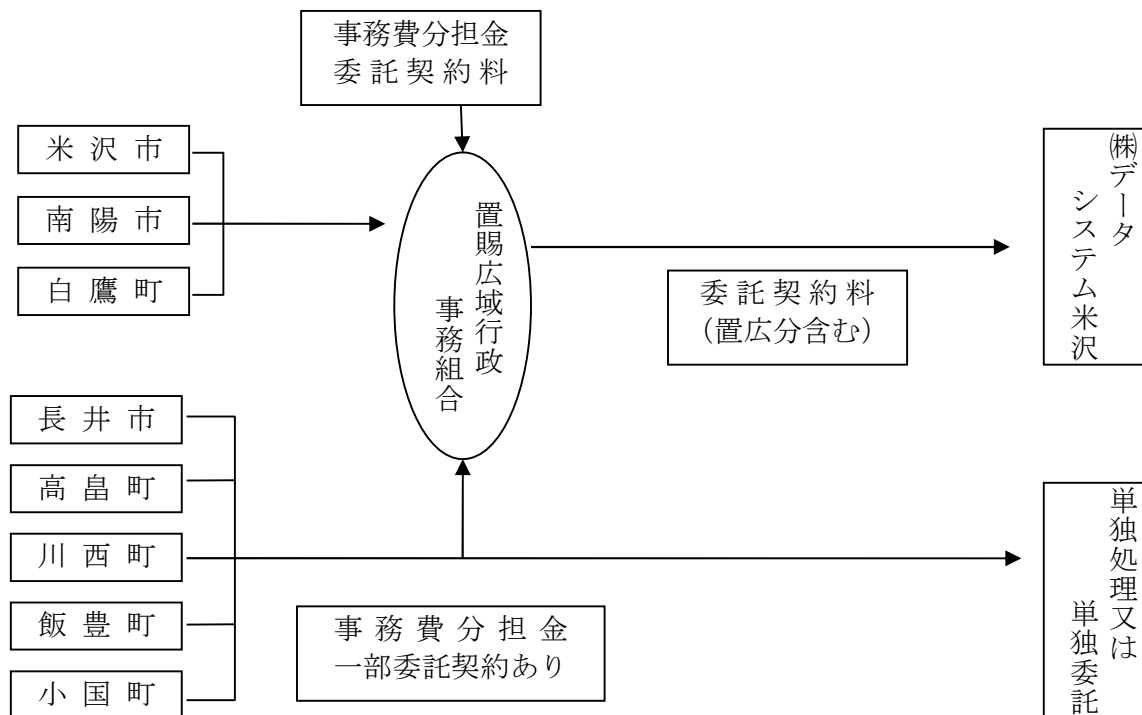 事務費分担金
委託契約料
米沢市
南陽市
白鷹町
置賜広域行政
事務組合
委託契約料
(置広分含む)
㈱データ
システム米沢
長井市
高畠町
川西町
飯豊町
小国町
事務費分担金
一部委託契約あり
単独処理又は
単独委託